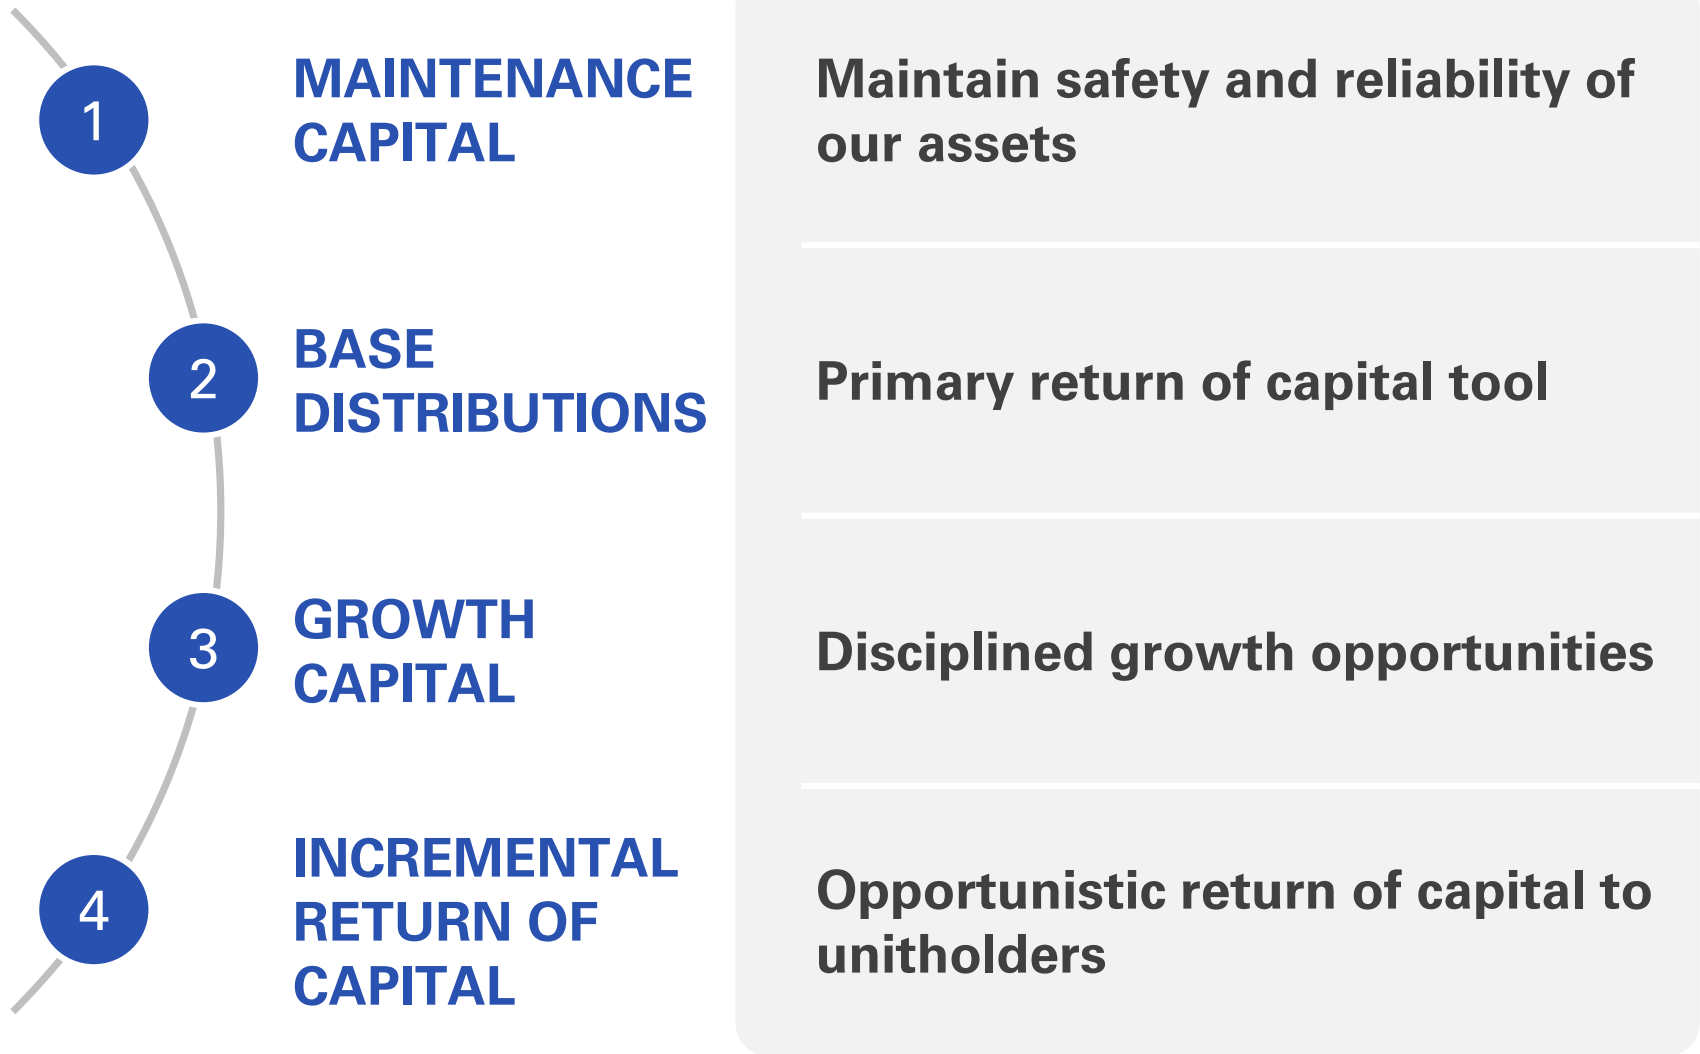 1
MAINTENANCE
CAPITAL
Maintain safety and reliability of
our assets
2
BASE
DISTRIBUTIONS
Primary return of capital tool
3
GROWTH
CAPITAL
Disciplined growth opportunities
4
INCREMENTAL
RETURN OF
CAPITAL
Opportunistic return of capital to
unitholders